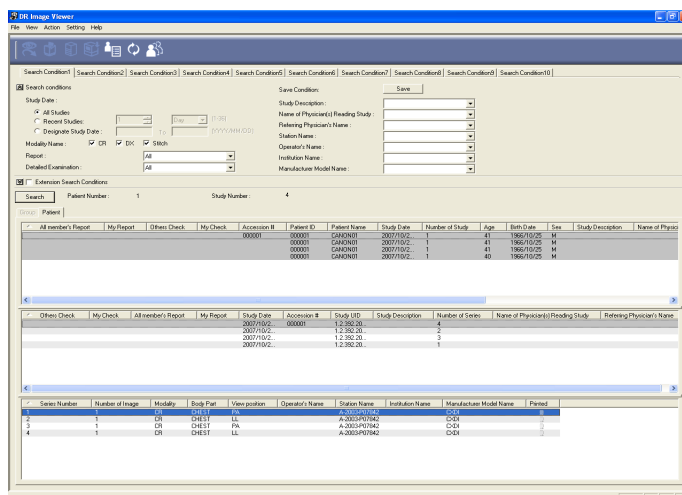 DR Image Viewer
File View Action Setting Help
Search Condition1 Search Condition2 Search Condition3 Search Condition4 Search Condition5 Search Condition6 Search Condition7 Search Condition8 Search Condition9 Search Condition10
Search conditions
Save Condition:
Save
Study Date :
All Studies
Recent Studies:
1
Day
(1-99)
Designate Study Date :
To
(YYYY/MM/DD)
Modality Name :
CR DX Stitch
Report :
All
Detailed Examination :
All
Study Description :
Name of Physician(s) Reading Study :
Referring Physician's Name :
Station Name :
Operator's Name :
Institution Name :
Manufacturer Model Name :
Extension Search Conditions
Search Patient Number : 1 Study Number : 4
Group Patient
All member's Report My Report Others Check My Check Accession # Patient ID Patient Name Study Date Number of Study Age Birth Date Sex Study Description Name of Physici
000001 000001 CANON01 2007/10/2... 1 41 1966/10/25 M
000001 CANON01 2007/10/2... 1 41 1966/10/25 M
000001 CANON01 2007/10/2... 1 41 1966/10/25 M
000001 CANON01 2007/10/2... 1 40 1966/10/25 M
Others Check My Check All member's Report My Report Study Date Accession # Study UID Study Description Number of Series Name of Physician(s) Reading Study Referring Physician's Name
2007/10/2... 000001 1.2.392.20... 4
2007/10/2... 1.2.392.20... 2
2007/10/2... 1.2.392.20... 3
2007/10/2... 1.2.392.20... 1
Series Number Number of Image Modality Body Part View position Operator's Name Station Name Institution Name Manufacturer Model Name Printed
1 1 CR CHEST PA A-2003-P07842 CXDI
2 1 CR CHEST LL A-2003-P07842 CXDI
3 1 CR CHEST PA A-2003-P07842 CXDI
4 1 CR CHEST LL A-2003-P07842 CXDI